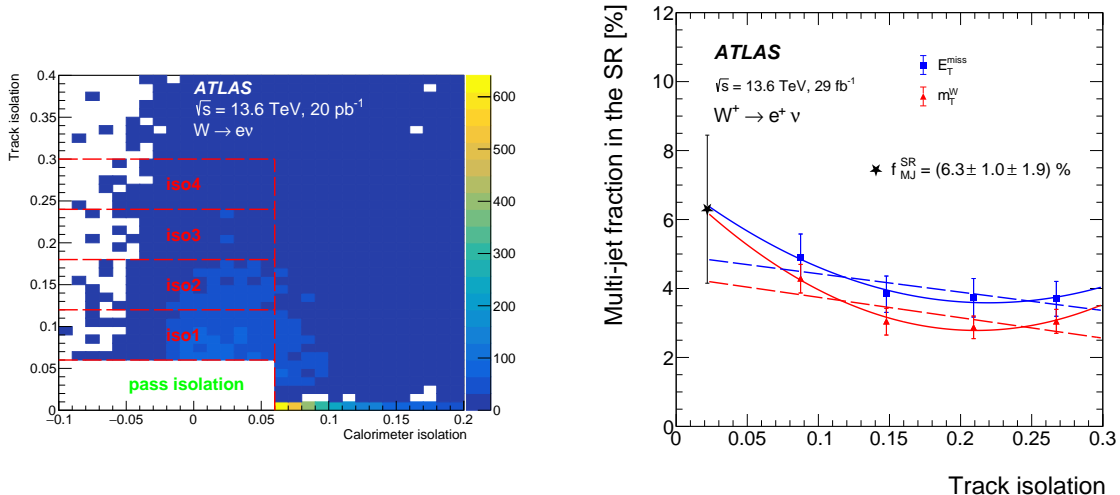 ATLAS
√s = 13.6 TeV, 20 pb⁻¹
W → eν
iso4
iso3
iso2
iso1
pass isolation
Track isolation
0.4
0.35
0.3
0.25
0.2
0.15
0.1
0.05
0
−0.1
−0.05
0
0.05
0.1
0.15
0.2
Calorimeter isolation
600
500
400
300
200
100
0
Multi-jet fraction in the SR [%]
12
10
8
6
4
2
0
ATLAS
√s = 13.6 TeV, 29 fb⁻¹
W⁺ → e⁺ ν
E_T^miss
m_T^W
f_MJ^SR = (6.3 ± 1.0 ± 1.9) %
0
0.05
0.1
0.15
0.2
0.25
0.3
Track isolation